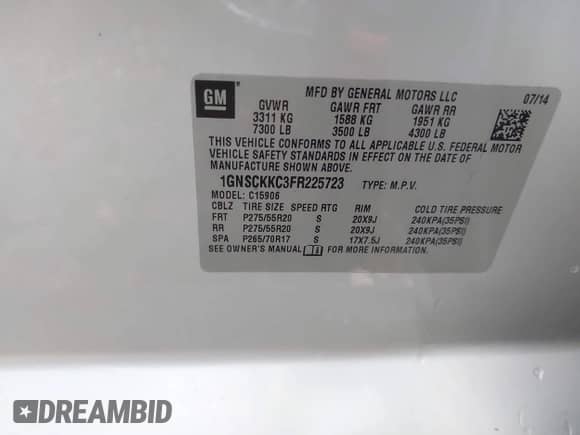 GM
MFD BY GENERAL MOTORS LLC 07/14
GVWR GAWR FRT GAWR RR
3311 KG 1588 KG 1951 KG
7300 LB 3500 LB 4300 LB
THIS VEHICLE CONFORMS TO ALL APPLICABLE U.S. FEDERAL MOTOR
VEHICLE SAFETY STANDARDS IN EFFECT ON THE DATE OF
MANUFACTURE SHOWN ABOVE.
1GNSCKKC3FR225723 TYPE: M.P.V.
MODEL: C15906
CBLZ TIRE SIZE SPEED RTG RIM COLD TIRE PRESSURE
FRT P275/55R20 S 20X9J 240KPA(35PSI)
RR P275/55R20 S 20X9J 240KPA(35PSI)
SPA P265/70R17 S 17X7.5J 240KPA(35PSI)
SEE OWNER'S MANUAL FOR MORE INFORMATION.
DREAMBID